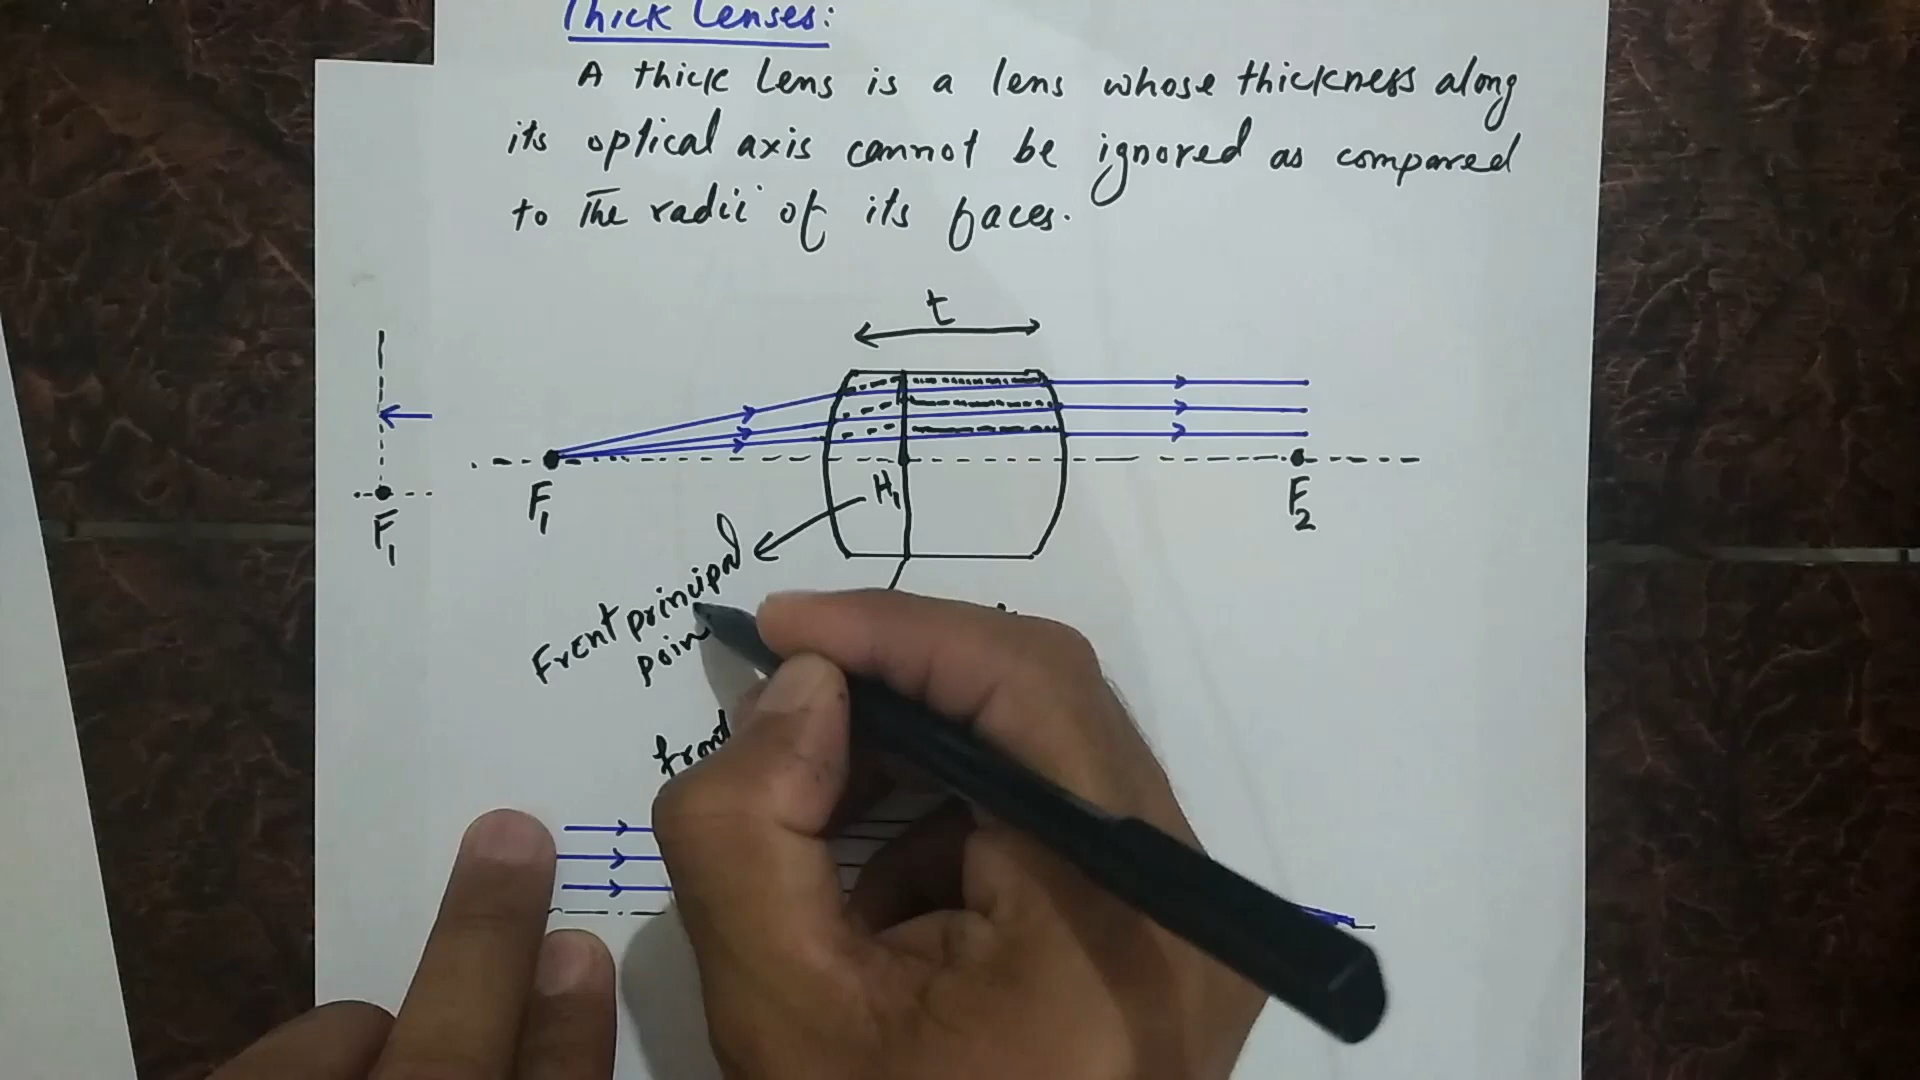 Thick Lenses:
A thick Lens is a lens whose thickness along
its optical axis cannot be ignored as compared
to The radii of its faces.
t
F1
F1
H1
F2
Front principal